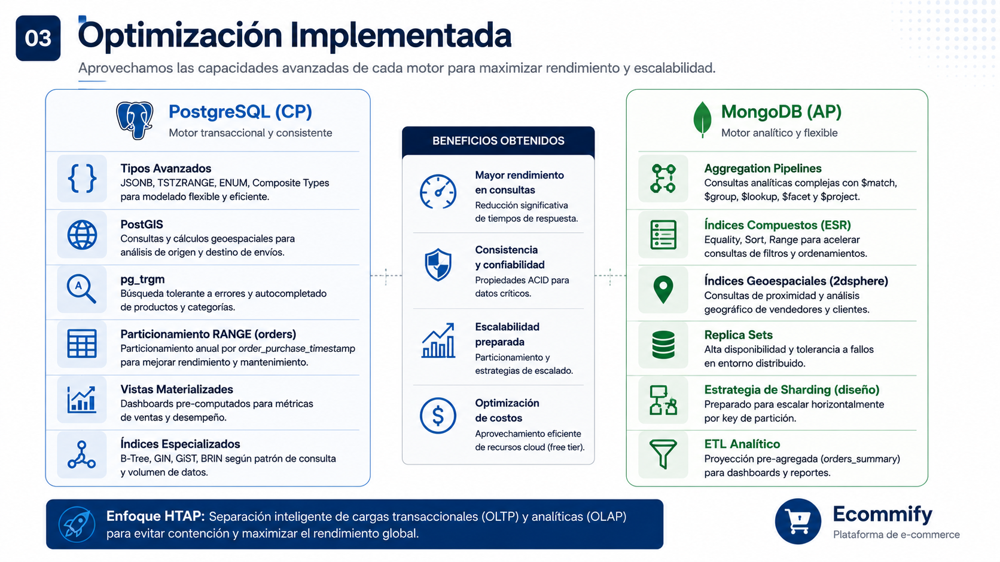 03
Optimización Implementada
Aprovechamos las capacidades avanzadas de cada motor para maximizar rendimiento y escalabilidad.
PostgreSQL (CP)
Motor transaccional y consistente
Tipos Avanzados
JSONB, TSTZRANGE, ENUM, Composite Types
para modelado flexible y eficiente.
PostGIS
Consultas y cálculos geoespaciales para
análisis de origen y destino de envíos.
A
pg_trgm
Búsqueda tolerante a errores y autocompletado
de productos y categorías.
Particionamiento RANGE (orders)
Particionamiento anual por order_purchase_timestamp
para mejorar rendimiento y mantenimiento.
Vistas Materializades
Dashboards pre-computados para métricas
de ventas y desempeño.
Índices Especializados
B-Tree, GIN, GiST, BRIN según patrón de consulta
y volumen de datos.
BENEFICIOS OBTENIDOS
Mayor rendimiento
en consultas
Reducción significativa
de tiempos de respuesta.
Consistencia
y confiabilidad
Propiedades ACID para
datos críticos.
Escalabilidad
preparada
Particionamiento y
estrategias de escalado.
$
Optimización
de costos
Aprovechamiento eficiente
de recursos cloud (free tier).
MongoDB (AP)
Motor analítico y flexible
Aggregation Pipelines
Consultas analíticas complejas con $match,
$group, $lookup, $facet y $project.
Índices Compuestos (ESR)
Equality, Sort, Range para acelerar
consultas de filtros y ordenamientos.
Índices Geoespaciales (2dsphere)
Consultas de proximidad y análisis
geográfico de vendedores y clientes.
Replica Sets
Alta disponibilidad y tolerancia a fallos
en entorno distribuido.
Estrategia de Sharding (diseño)
Preparado para escalar horizontalmente
por key de partición.
ETL Analítico
Proyección pre-agregada (orders_summary)
para dashboards y reportes.
Enfoque HTAP: Separación inteligente de cargas transaccionales (OLTP) y analíticas (OLAP)
para evitar contención y maximizar el rendimiento global.
Ecommify
Plataforma de e-commerce